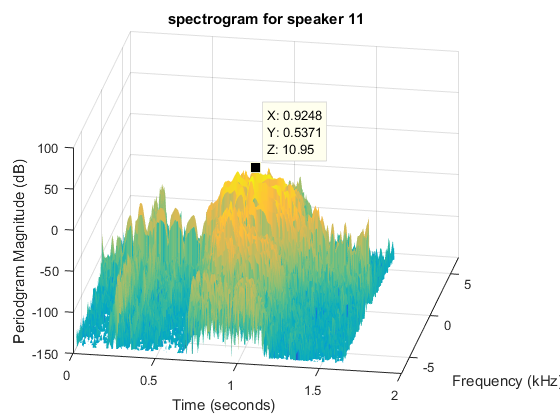 spectrogram for speaker 11
X: 0.9248
Y: 0.5371
Z: 10.95
100
50
0
-50
-100
-150
Periodgram Magnitude (dB)
0
0.5
1
1.5
2
Time (seconds)
5
0
-5
Frequency (kHz)